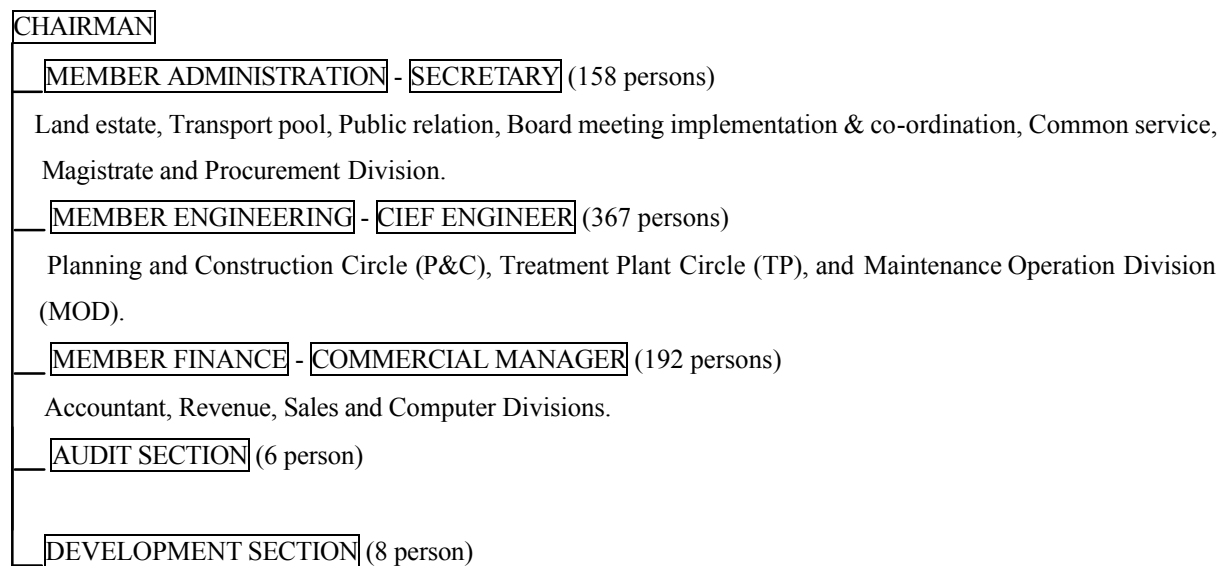 CHAIRMAN
MEMBER ADMINISTRATION - SECRETARY (158 persons)
Land estate, Transport pool, Public relation, Board meeting implementation & co-ordination, Common service,
Magistrate and Procurement Division.
MEMBER ENGINEERING - CIEF ENGINEER (367 persons)
Planning and Construction Circle (P&C), Treatment Plant Circle (TP), and Maintenance Operation Division
(MOD).
MEMBER FINANCE - COMMERCIAL MANAGER (192 persons)
Accountant, Revenue, Sales and Computer Divisions.
AUDIT SECTION (6 person)
DEVELOPMENT SECTION (8 person)